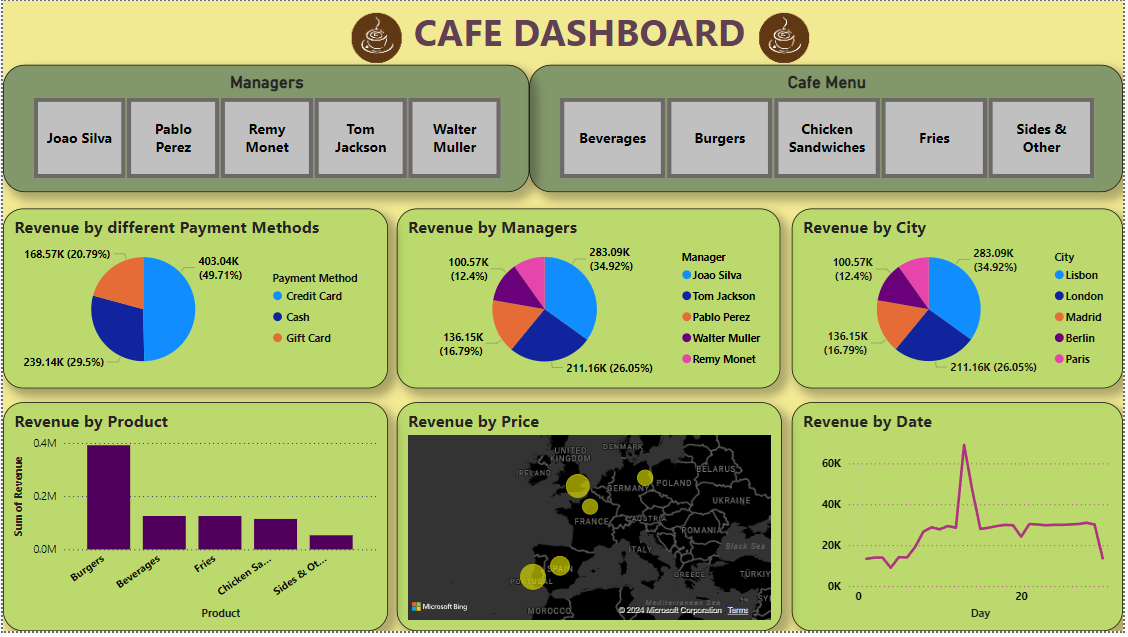 CAFE DASHBOARD
Managers
Joao Silva
Pablo
Perez
Remy
Monet
Tom
Jackson
Walter
Muller
Cafe Menu
Beverages
Burgers
Chicken
Sandwiches
Fries
Sides &
Other
Revenue by different Payment Methods
168.57K (20.79%)
403.04K
(49.71%)
239.14K (29.5%)
Payment Method
Credit Card
Cash
Gift Card
Revenue by Managers
283.09K
(34.92%)
100.57K
(12.4%)
136.15K
(16.79%)
211.16K (26.05%)
Manager
Joao Silva
Tom Jackson
Pablo Perez
Walter Muller
Remy Monet
Revenue by City
283.09K
(34.92%)
100.57K
(12.4%)
136.15K
(16.79%)
211.16K (26.05%)
City
Lisbon
London
Madrid
Berlin
Paris
Revenue by Product
Sum of Revenue
0.4M
0.2M
0.0M
Burgers
Beverages
Fries
Chicken Sa...
Sides & Ot...
Product
Revenue by Price
UNITED
KINGDOM
DENMARK
IRELAND
BELARUS
GERMANY
POLAND
UKRAINE
FRANCE
AUSTRIA
ROMANIA
ITALY
Black Sea
SPAIN
PORTUGAL
GREECE
TÜRKIY
Mediterranean Sea
SY
MOROCCO
Microsoft Bing
© 2024 Microsoft Corporation Terms
Revenue by Date
60K
40K
20K
0K
0
20
Day